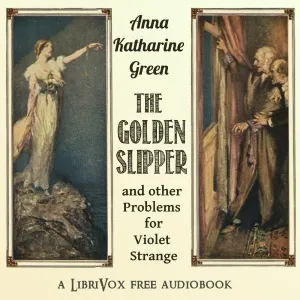 Anna
Katharine
Green
THE
GOLDEN
SLIPPER
and other
Problems
for
Violet
Strange
a LIBRIVOX FREE AUDIOBOOK